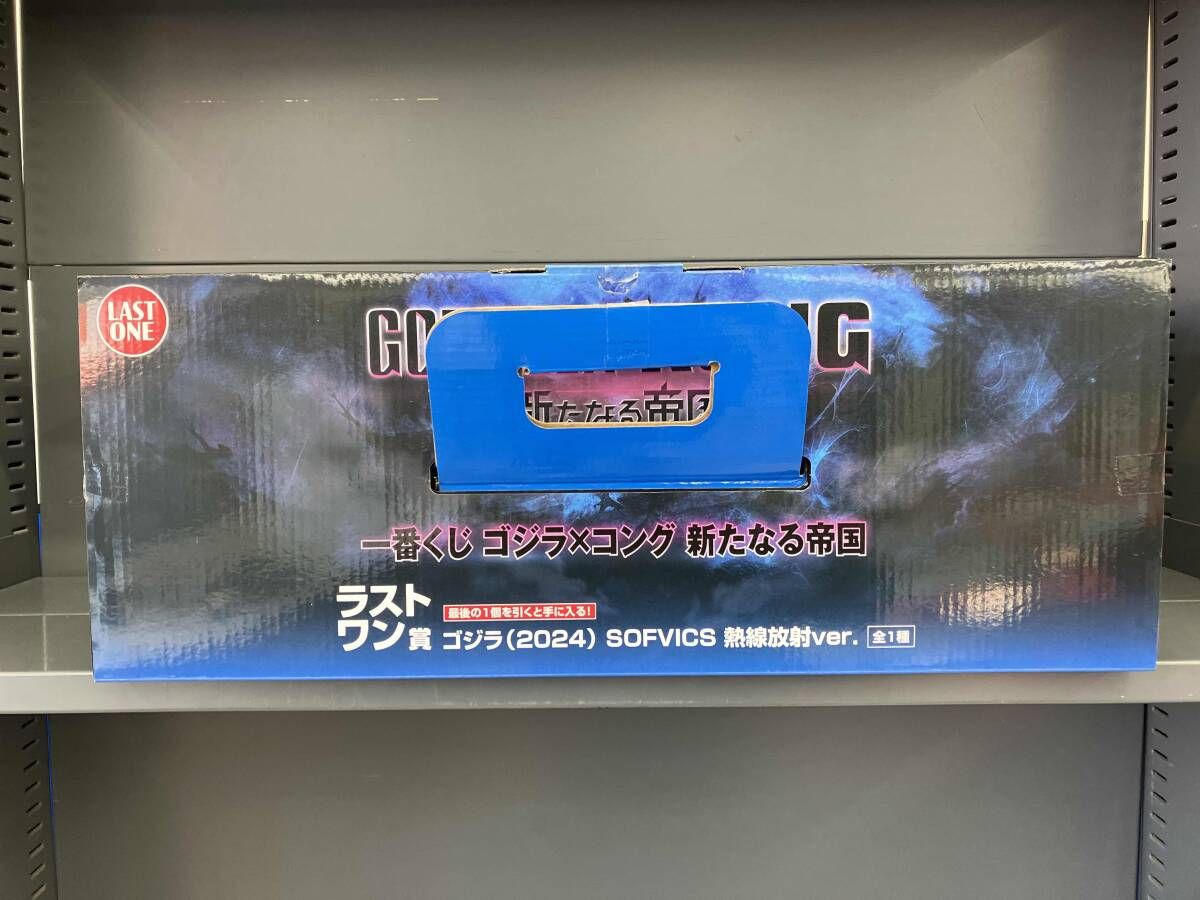 LAST
ONE
新たなる帝国
一番くじ ゴジラ×コング 新たなる帝国
ラスト
ワン賞
最後の1個を引くと手に入る!
ゴジラ(2024) SOFVICS 熱線放射ver. 全1種